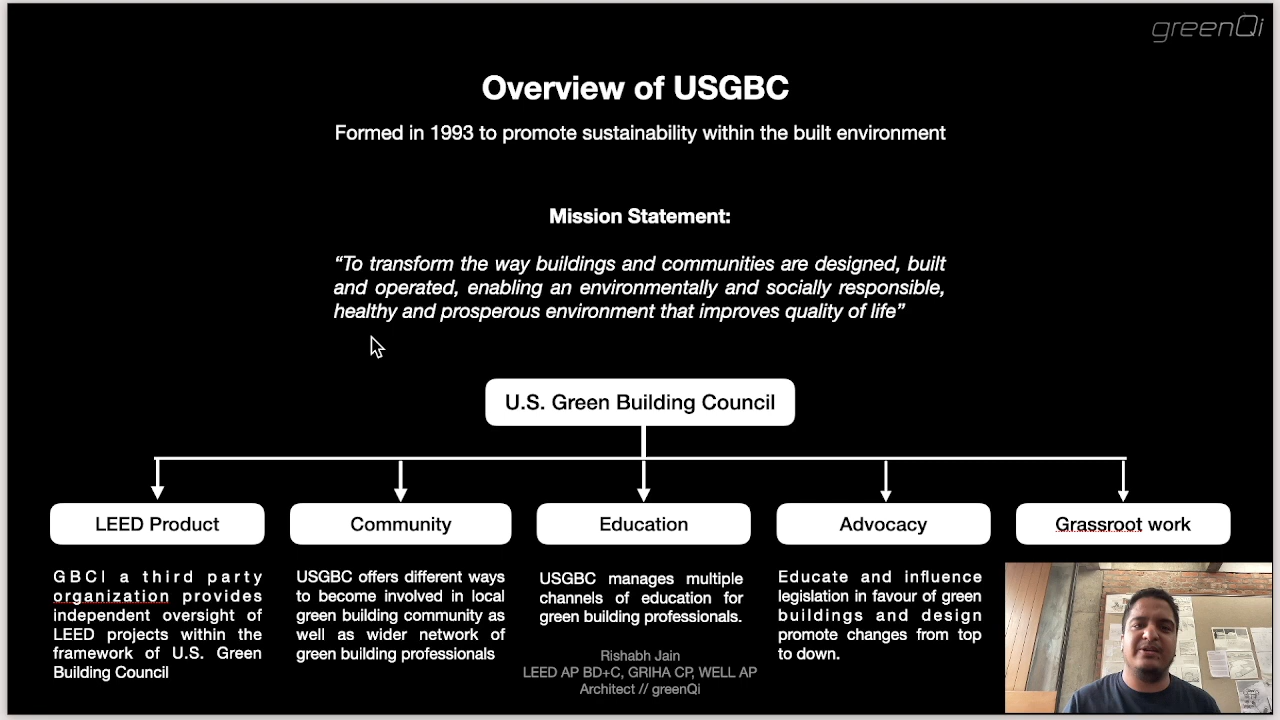 greenQi
Overview of USGBC
Formed in 1993 to promote sustainability within the built environment
Mission Statement:
“To transform the way buildings and communities are designed, built
and operated, enabling an environmentally and socially responsible,
healthy and prosperous environment that improves quality of life”
U.S. Green Building Council
LEED Product
GBCI a third party
organization provides
independent oversight of
LEED projects within the
framework of U.S. Green
Building Council
Community
USGBC offers different ways
to become involved in local
green building community as
well as wider network of
green building professionals
Education
USGBC manages multiple
channels of education for
green building professionals.
Advocacy
Educate and influence
legislation in favour of green
buildings and design
promote changes from top
to down.
Grassroot work
Rishabh Jain
LEED AP BD+C, GRIHA CP, WELL AP
Architect // greenQi